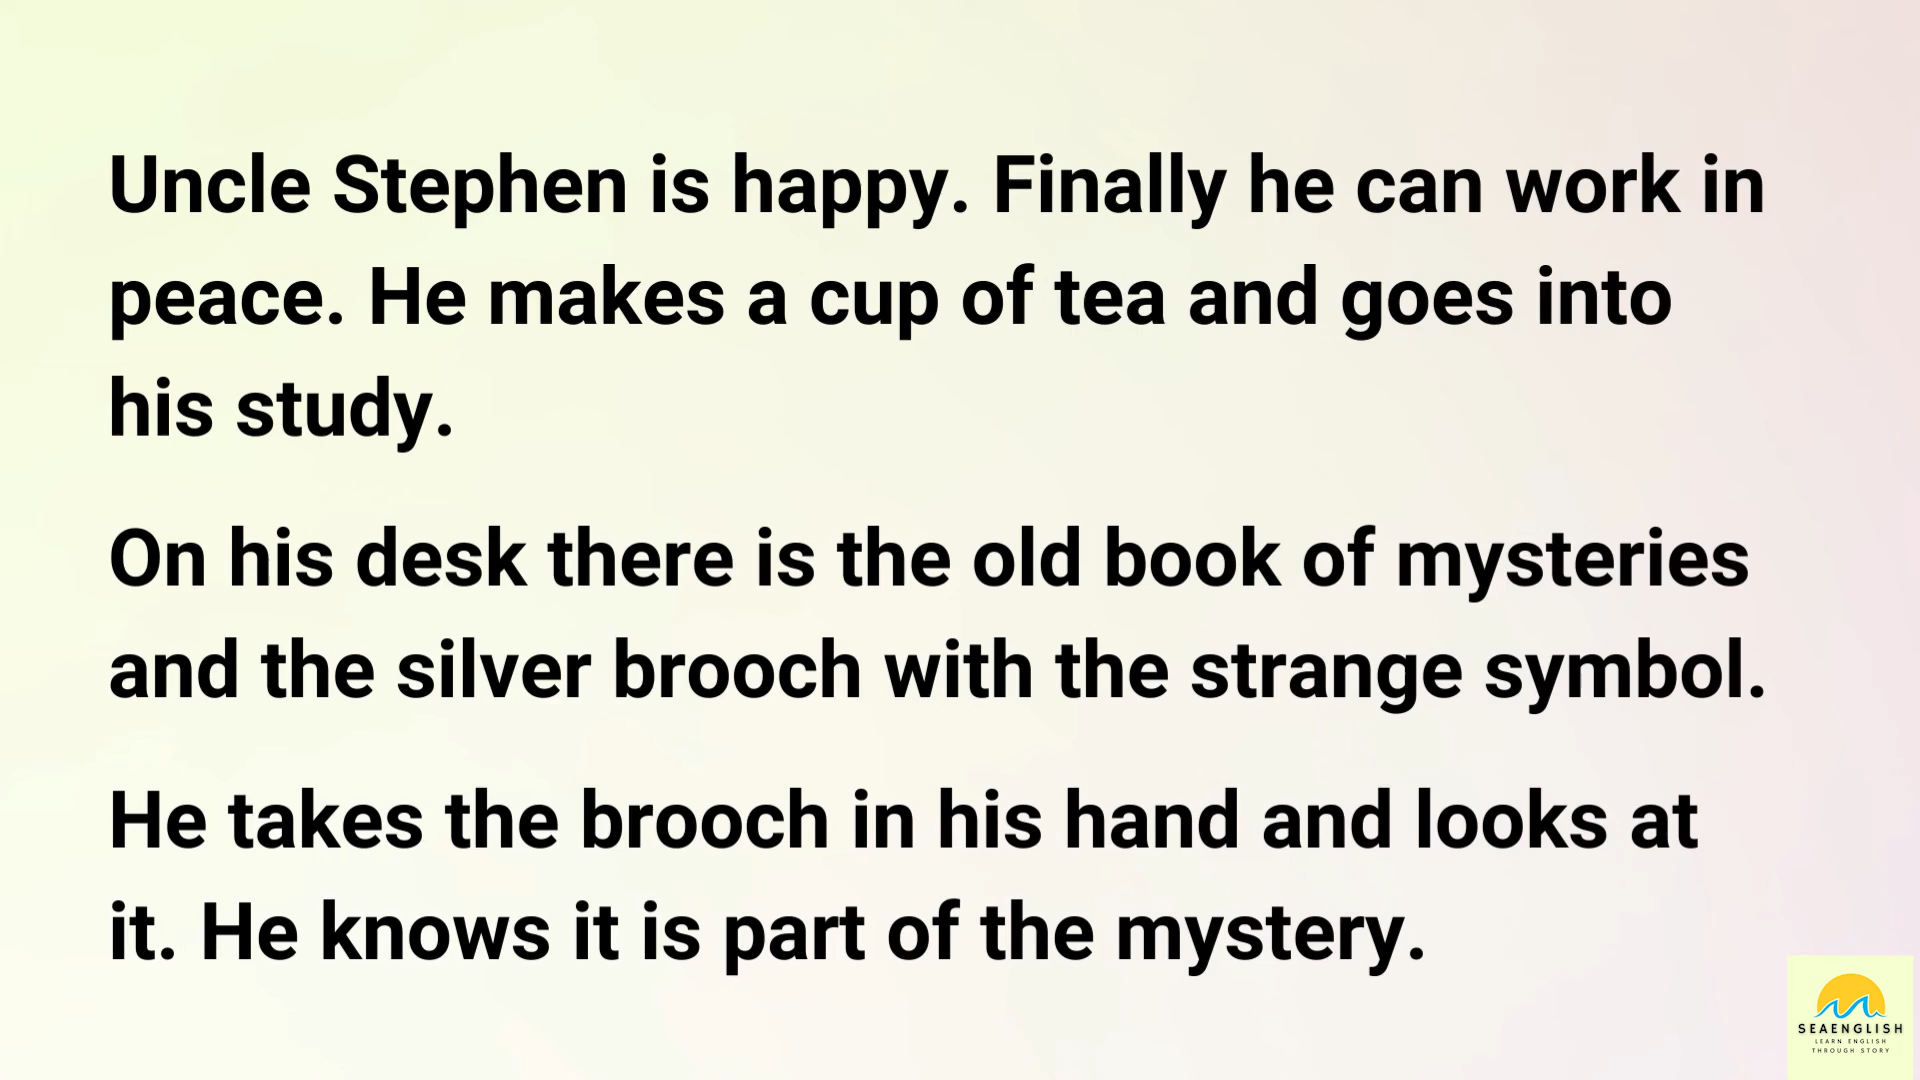 Uncle Stephen is happy. Finally he can work in
peace. He makes a cup of tea and goes into
his study.
On his desk there is the old book of mysteries
and the silver brooch with the strange symbol.
He takes the brooch in his hand and looks at
it. He knows it is part of the mystery.
SEAENGLISH
LEARN ENGLISH
THROUGH STORY